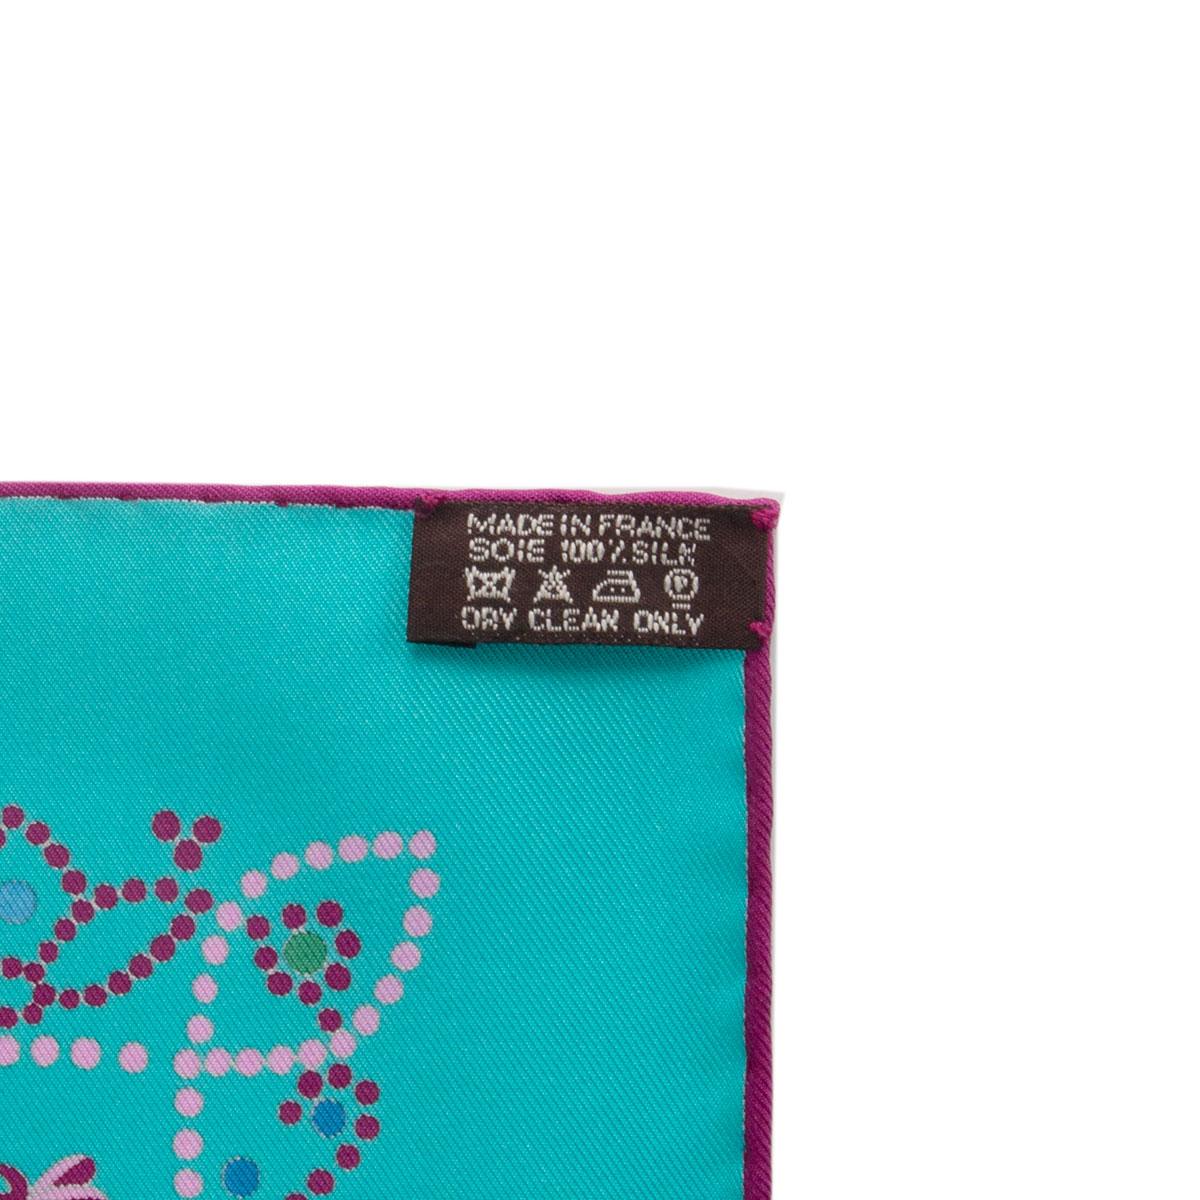 MADE IN FRANCE
SOIE 100% SILK
P
DRY CLEAN ONLY